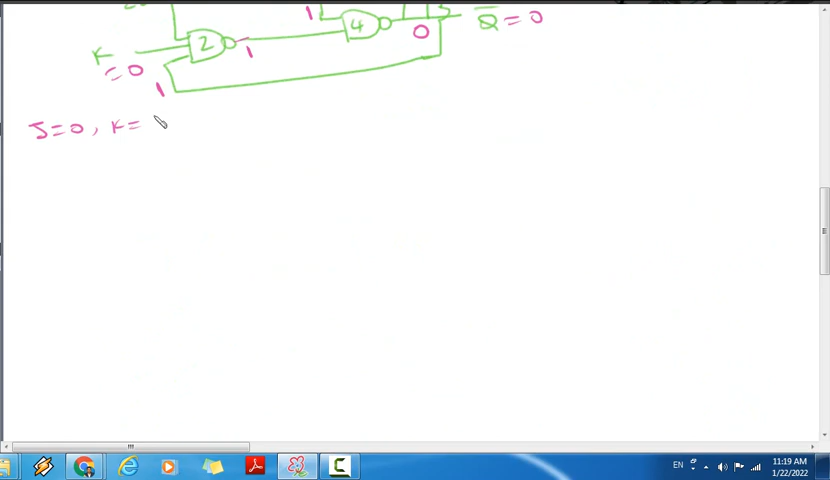 1
4
Q = 0
0
2
1
K
= 0
1
J=0, K=
EN
11:19 AM
1/22/2022